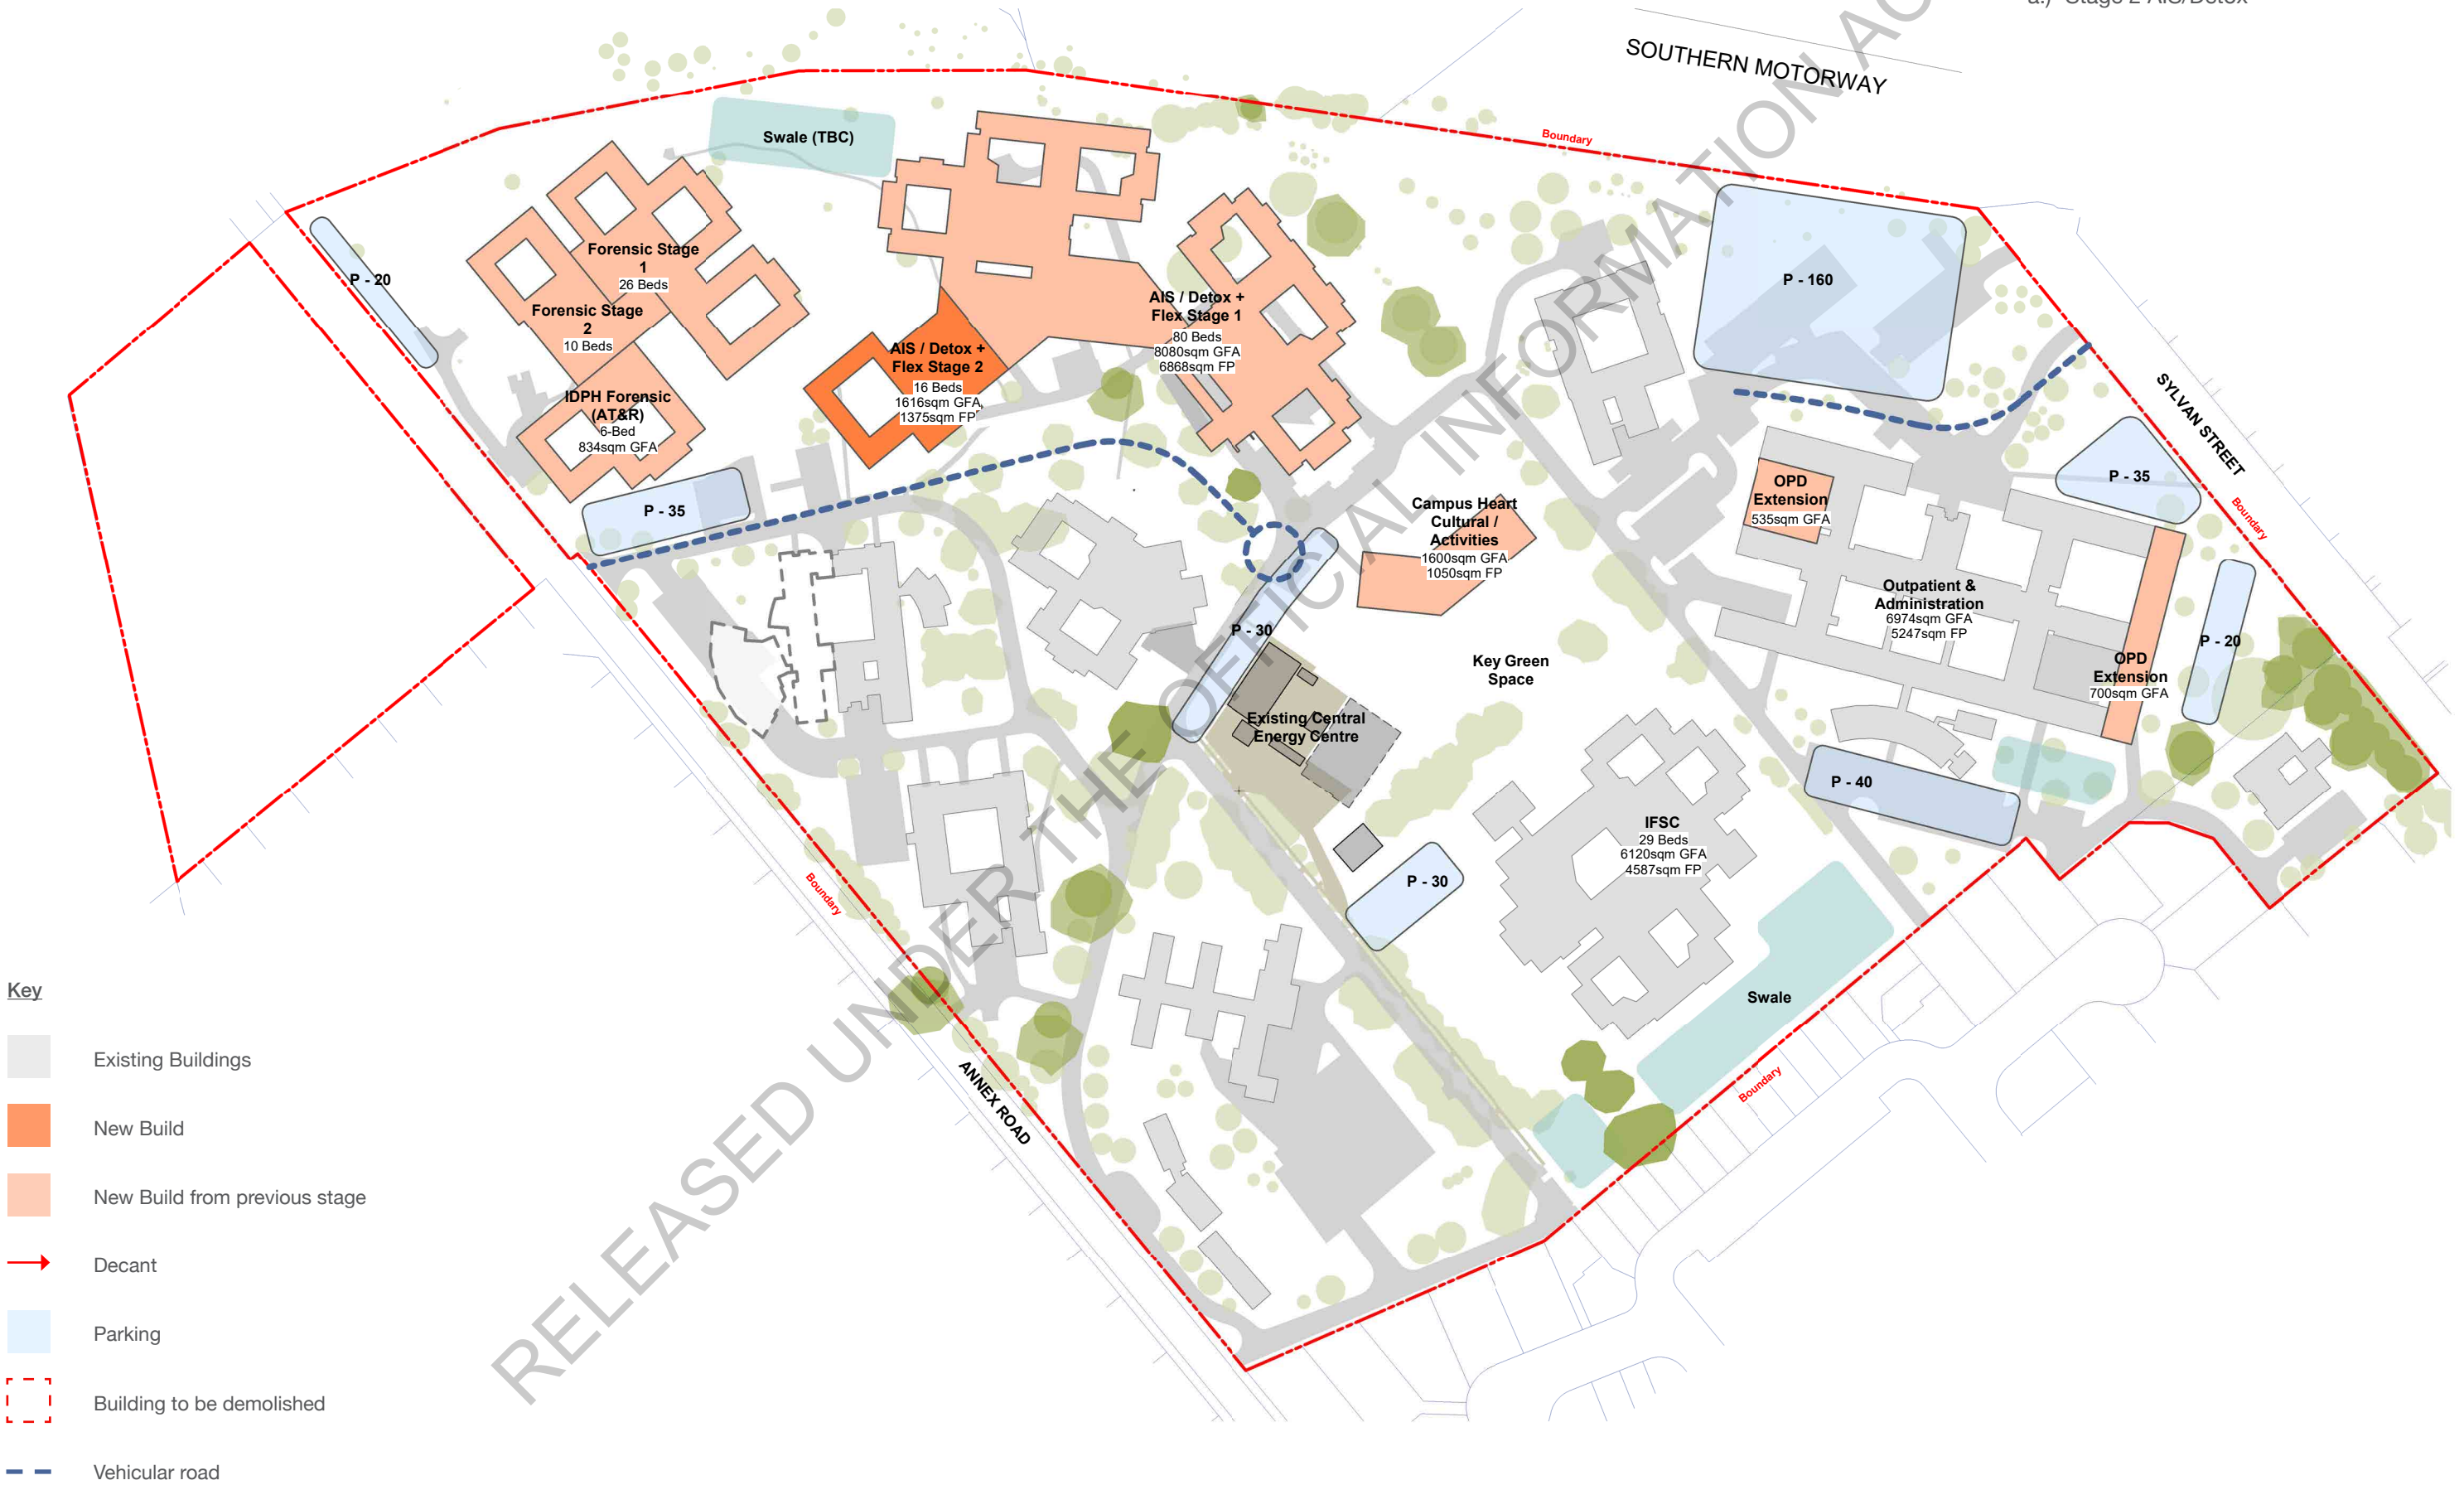 a.) Stage 2 AIS/Detox
SOUTHERN MOTORWAY
Boundary
Swale (TBC)
P - 20
Forensic Stage
1
26 Beds
Forensic Stage
2
10 Beds
IDPH Forensic
(AT&R)
6-Bed
834sqm GFA
P - 35
AIS / Detox +
Flex Stage 2
16 Beds
1616sqm GFA
1375sqm FP
AIS / Detox +
Flex Stage 1
80 Beds
8080sqm GFA
6868sqm FP
P - 160
SYLVAN STREET
Boundary
P - 35
OPD
Extension
535sqm GFA
Campus Heart
Cultural /
Activities
1600sqm GFA
1050sqm FP
Outpatient &
Administration
6974sqm GFA
5247sqm FP
P - 20
OPD
Extension
700sqm GFA
P - 30
Key Green
Space
Existing Central
Energy Centre
P - 40
IFSC
29 Beds
6120sqm GFA
4587sqm FP
P - 30
Boundary
Swale
Boundary
ANNEX ROAD
RELEASED UNDER THE OFFICIAL INFORMATION AC
Key
Existing Buildings
New Build
New Build from previous stage
Decant
Parking
Building to be demolished
Vehicular road